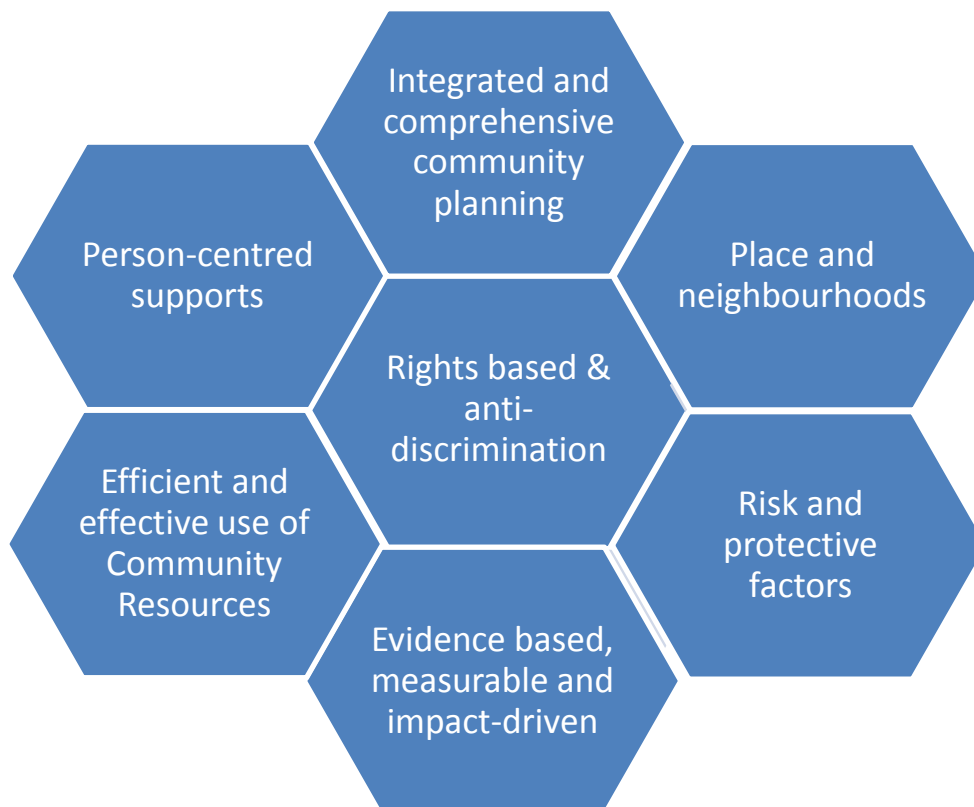 Integrated and
comprehensive
community
planning
Person-centred
supports
Place and
neighbourhoods
Rights based &
anti-
discrimination
Efficient and
effective use of
Community
Resources
Risk and
protective
factors
Evidence based,
measurable and
impact-driven